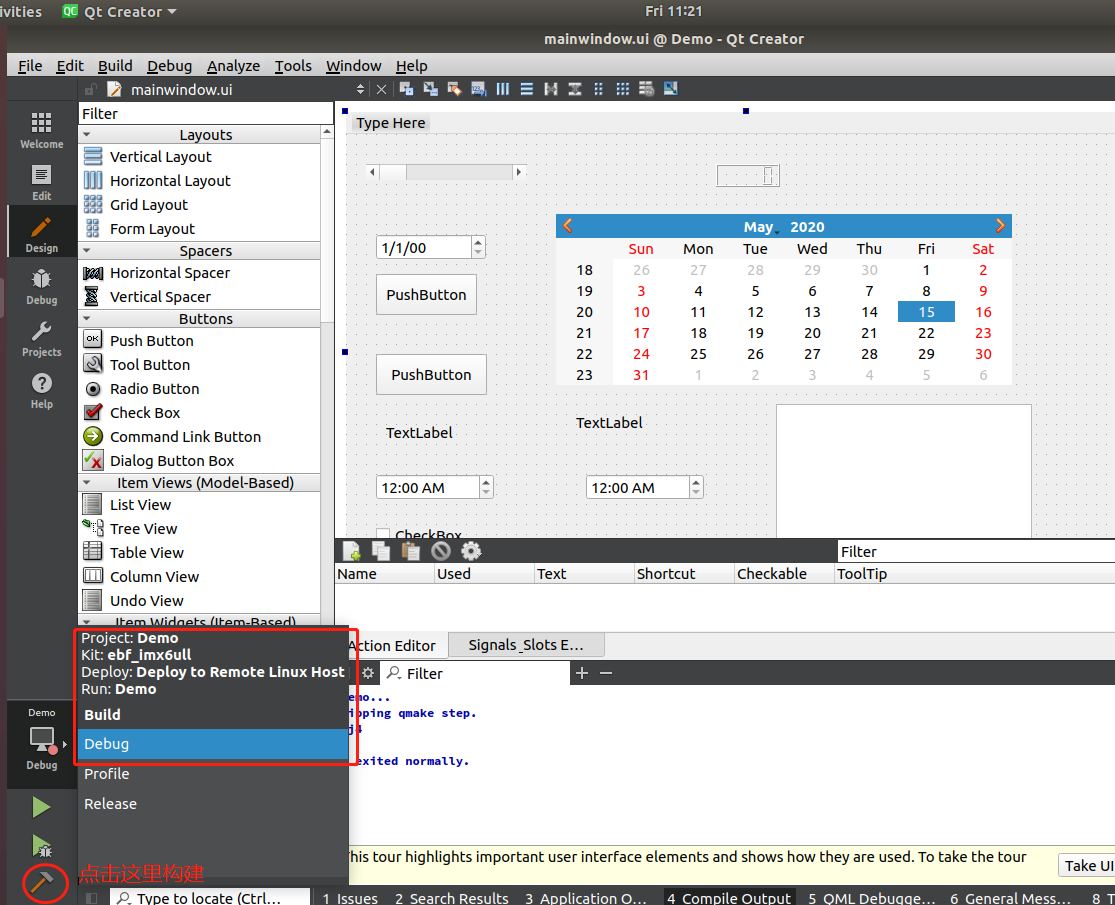 ivities Qt Creator Fri 11:21
mainwindow.ui @ Demo - Qt Creator
File Edit Build Debug Analyze Tools Window Help
mainwindow.ui
Welcome
Edit
Design
Debug
Projects
Help
Filter
Layouts
Vertical Layout
Horizontal Layout
Grid Layout
Form Layout
Spacers
Horizontal Spacer
Vertical Spacer
Buttons
Push Button
Tool Button
Radio Button
Check Box
Command Link Button
Dialog Button Box
Item Views (Model-Based)
List View
Tree View
Table View
Column View
Undo View
Item Widgets (Item-Based)
Type Here
1/1/00
PushButton
PushButton
TextLabel
12:00 AM
CheckBox
May 2020
Sun Mon Tue Wed Thu Fri Sat
18 26 27 28 29 30 1 2
19 3 4 5 6 7 8 9
20 10 11 12 13 14 15 16
21 17 18 19 20 21 22 23
22 24 25 26 27 28 29 30
23 31 1 2 3 4 5 6
TextLabel
12:00 AM
Filter
Name Used Text Shortcut Checkable ToolTip
Action Editor Signals_Slots E...
Filter
emo...
ipping qmake step.
j4
exited normally.
Project: Demo
Kit: ebf_imx6ull
Deploy: Deploy to Remote Linux Host
Run: Demo
Build
Debug
Profile
Release
Demo
Debug
点击这里构建
This tour highlights important user interface elements and shows how they are used. To take the tour
Take UI
Type to locate (Ctrl... 1 Issues 2 Search Results 3 Application O... 4 Compile Output 5 QML Debugge... 6 General Mess... 8 T